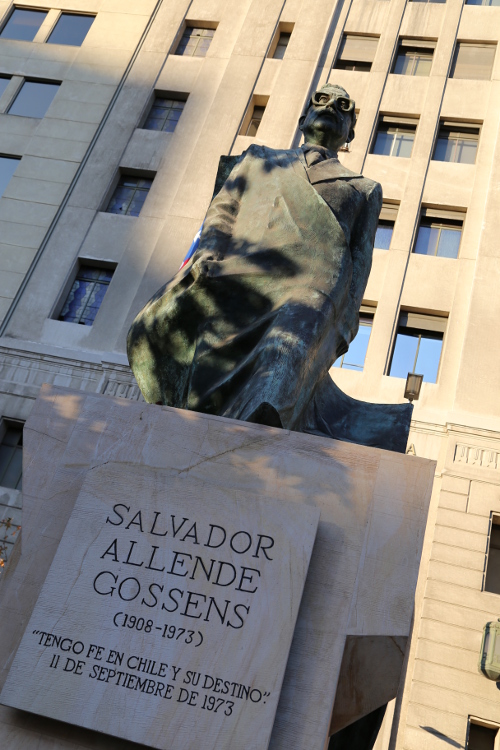 SALVADOR
ALLENDE
GOSSENS
(1908-1973)
"TENGO FE EN CHILE Y SU DESTINO".
11 DE SEPTIEMBRE DE 1973